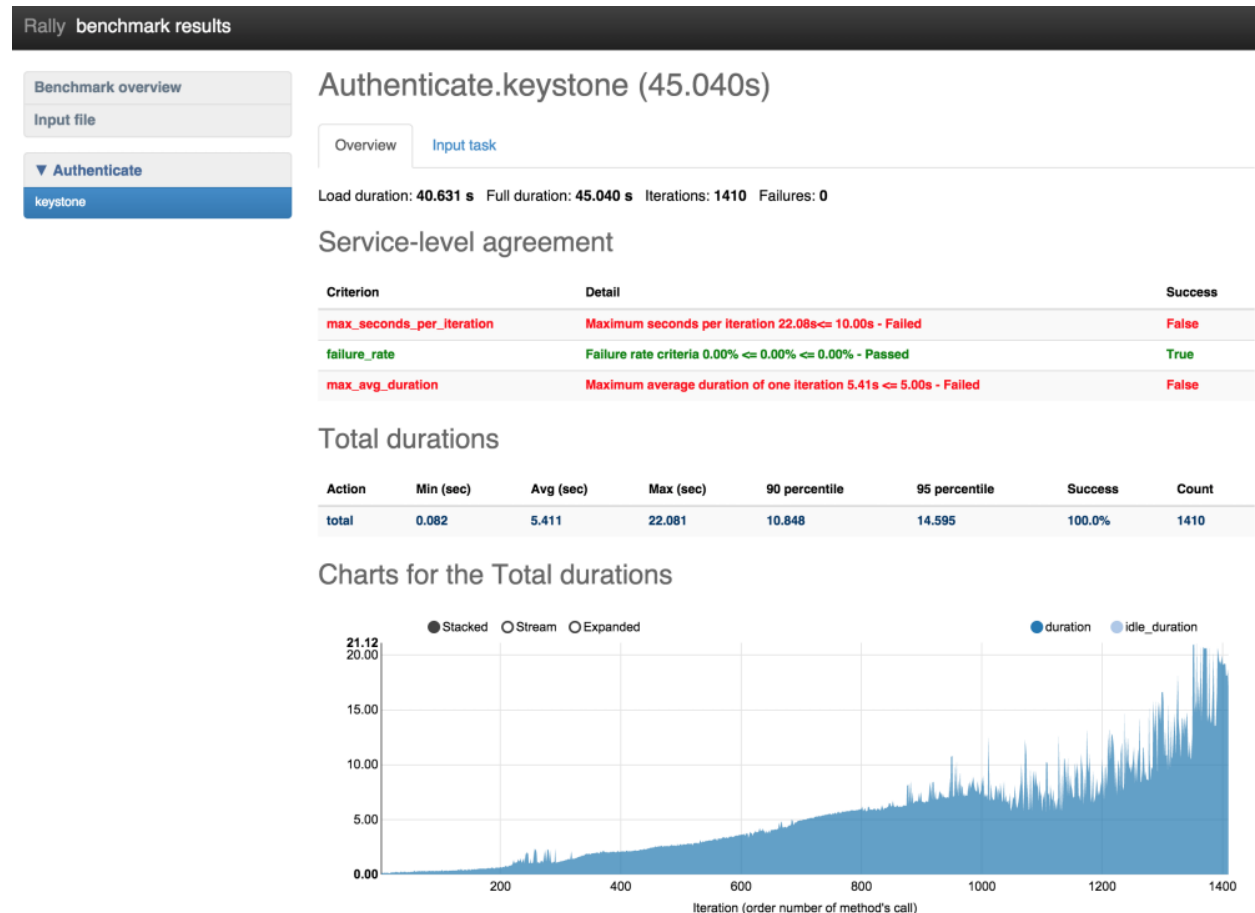 Rally benchmark results
Benchmark overview
Input file
▼ Authenticate
keystone
Authenticate.keystone (45.040s)
Overview Input task
Load duration: 40.631 s Full duration: 45.040 s Iterations: 1410 Failures: 0
Service-level agreement
Criterion Detail Success
max_seconds_per_iteration Maximum seconds per iteration 22.08s<= 10.00s - Failed False
failure_rate Failure rate criteria 0.00% <= 0.00% <= 0.00% - Passed True
max_avg_duration Maximum average duration of one iteration 5.41s <= 5.00s - Failed False
Total durations
Action Min (sec) Avg (sec) Max (sec) 90 percentile 95 percentile Success Count
total 0.082 5.411 22.081 10.848 14.595 100.0% 1410
Charts for the Total durations
Stacked Stream Expanded duration idle_duration
21.12
20.00
15.00
10.00
5.00
0.00
200 400 600 800 1000 1200 1400
Iteration (order number of method's call)